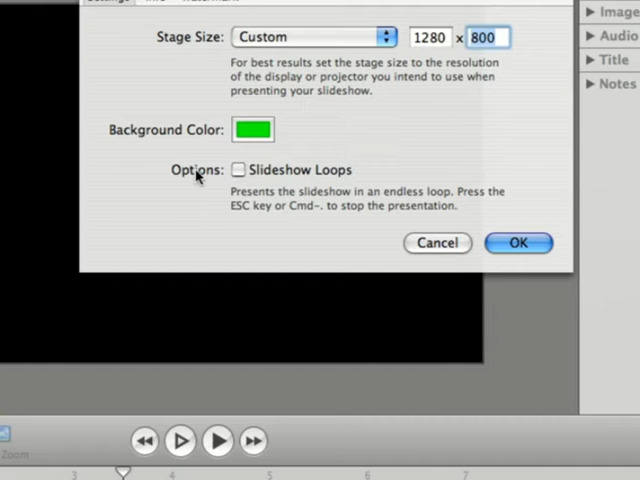 Stage Size: Custom 1280 x 800
For best results set the stage size to the resolution
of the display or projector you intend to use when
presenting your slideshow.
Background Color:
Options: Slideshow Loops
Presents the slideshow in an endless loop. Press the
ESC key or Cmd-. to stop the presentation.
Cancel OK
Image
Audio
Title
Notes
Zoom
3 4 5 6 7